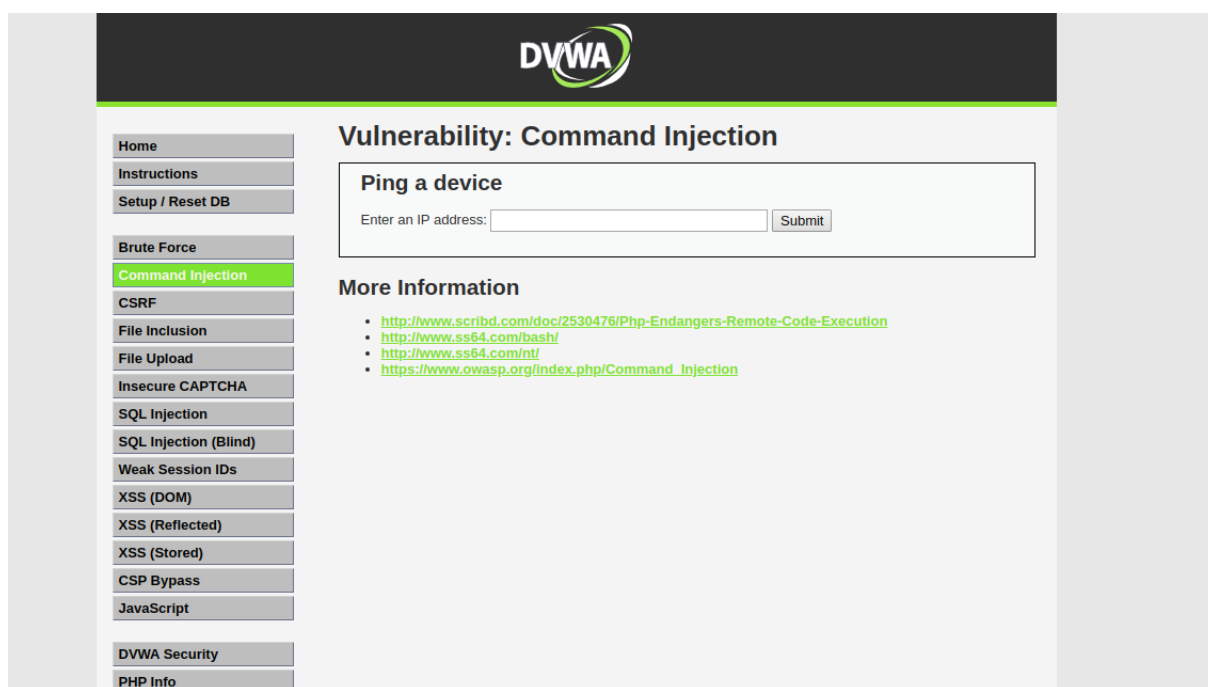 DVWA
Home
Instructions
Setup / Reset DB
Brute Force
Command Injection
CSRF
File Inclusion
File Upload
Insecure CAPTCHA
SQL Injection
SQL Injection (Blind)
Weak Session IDs
XSS (DOM)
XSS (Reflected)
XSS (Stored)
CSP Bypass
JavaScript
DVWA Security
PHP Info
Vulnerability: Command Injection
Ping a device
Enter an IP address: Submit
More Information
http://www.scribd.com/doc/2530476/Php-Endangers-Remote-Code-Execution
http://www.ss64.com/bash/
http://www.ss64.com/nt/
https://www.owasp.org/index.php/Command_Injection